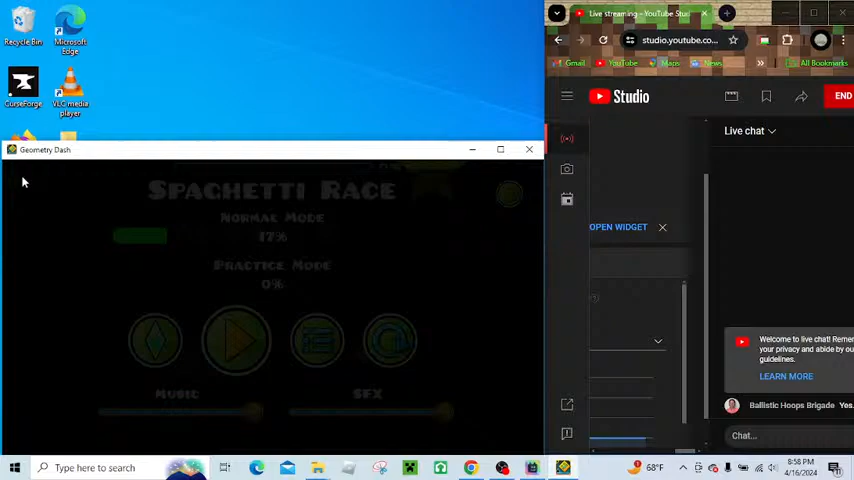 Recycle Bin
Microsoft
Edge
CurseForge
VLC media
player
Geometry Dash
Spaghetti Race
Normal Mode
17%
Practice Mode
0%
Music
SFX
Live streaming - YouTube Stu
studio.youtube.co...
Gmail
YouTube
Maps
News
All Bookmarks
Studio
END
Live chat
OPEN WIDGET
Welcome to live chat! Reme
your privacy and abide by ou
guidelines.
LEARN MORE
Ballistic Hoops Brigade Yes.
Chat...
Type here to search
68°F
8:58 PM
4/16/2024